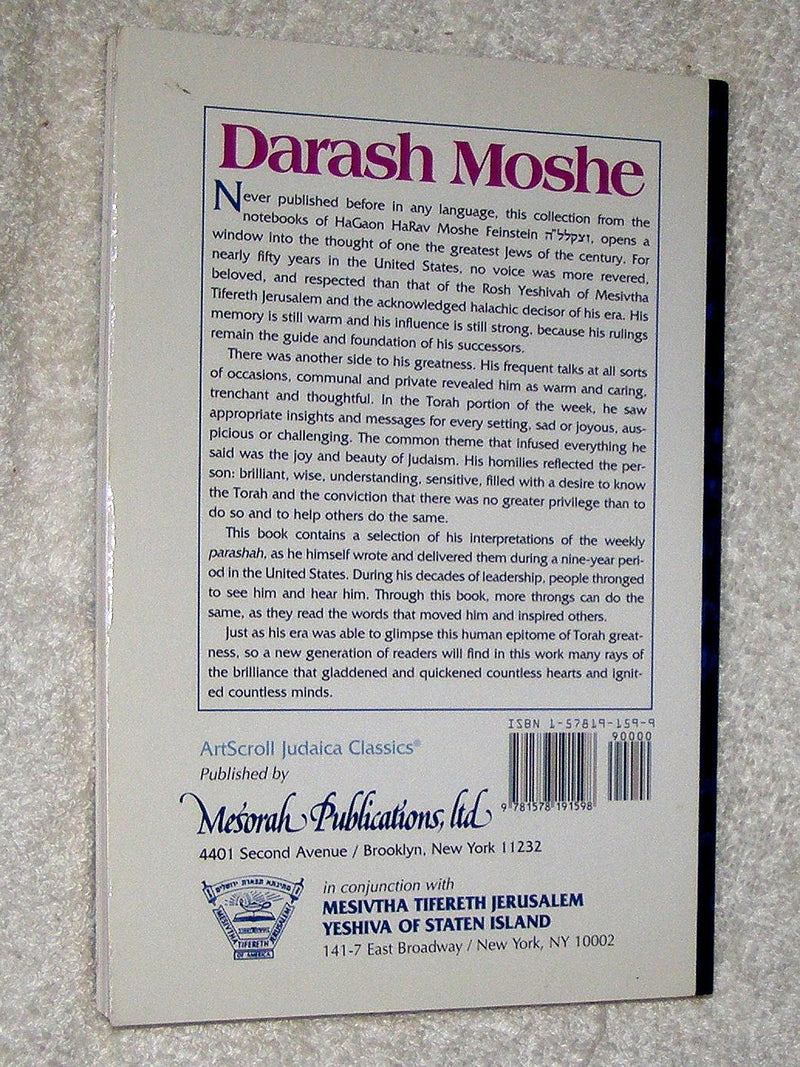 Darash Moshe
Never published before in any language, this collection from the
notebooks of HaGaon HaRav Moshe Feinstein זצקלל"ה, opens a
window into the thought of one the greatest Jews of the century. For
nearly fifty years in the United States, no voice was more revered,
beloved, and respected than that of the Rosh Yeshivah of Mesivtha
Tifereth Jerusalem and the acknowledged halachic decisor of his era. His
memory is still warm and his influence is still strong, because his rulings
remain the guide and foundation of his successors.
There was another side to his greatness. His frequent talks at all sorts
of occasions, communal and private revealed him as warm and caring,
trenchant and thoughtful. In the Torah portion of the week, he saw
appropriate insights and messages for every setting, sad or joyous, aus-
picious or challenging. The common theme that infused everything he
said was the joy and beauty of Judaism. His homilies reflected the per-
son: brilliant, wise, understanding, sensitive, filled with a desire to know
the Torah and the conviction that there was no greater privilege than to
do so and to help others do the same.
This book contains a selection of his interpretations of the weekly
parashah, as he himself wrote and delivered them during a nine-year peri-
od in the United States. During his decades of leadership, people thronged
to see him and hear him. Through this book, more throngs can do the
same, as they read the words that moved him and inspired others.
Just as his era was able to glimpse this human epitome of Torah great-
ness, so a new generation of readers will find in this work many rays of
the brilliance that gladdened and quickened countless hearts and ignit-
ed countless minds.
ISBN 1-57819-159-9
90000
9 781578 191598
ArtScroll Judaica Classics®
Published by
Mesorah Publications, ltd
4401 Second Avenue / Brooklyn, New York 11232
מתיבתא תפארת ירושלים
MESIVTHA TIFERETH JERUSALEM
OF AMERICA
in conjunction with
MESIVTHA TIFERETH JERUSALEM
YESHIVA OF STATEN ISLAND
141-7 East Broadway / New York, NY 10002